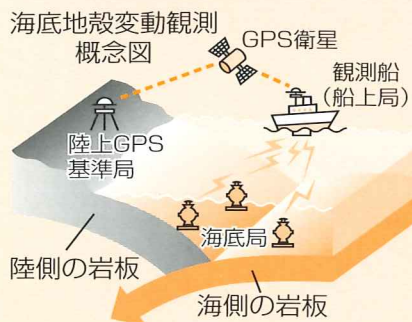 海底地殻変動観測
概念図
GPS衛星
観測船
（船上局）
陸上GPS
基準局
海底局
陸側の岩板
海側の岩板